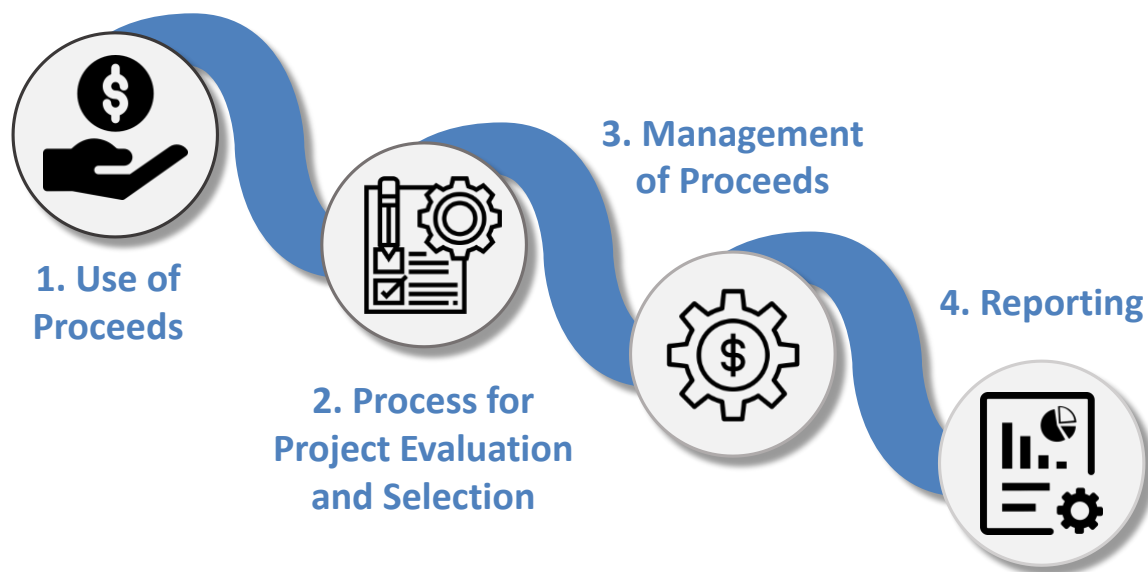 1. Use of
Proceeds
2. Process for
Project Evaluation
and Selection
3. Management
of Proceeds
4. Reporting
$
$